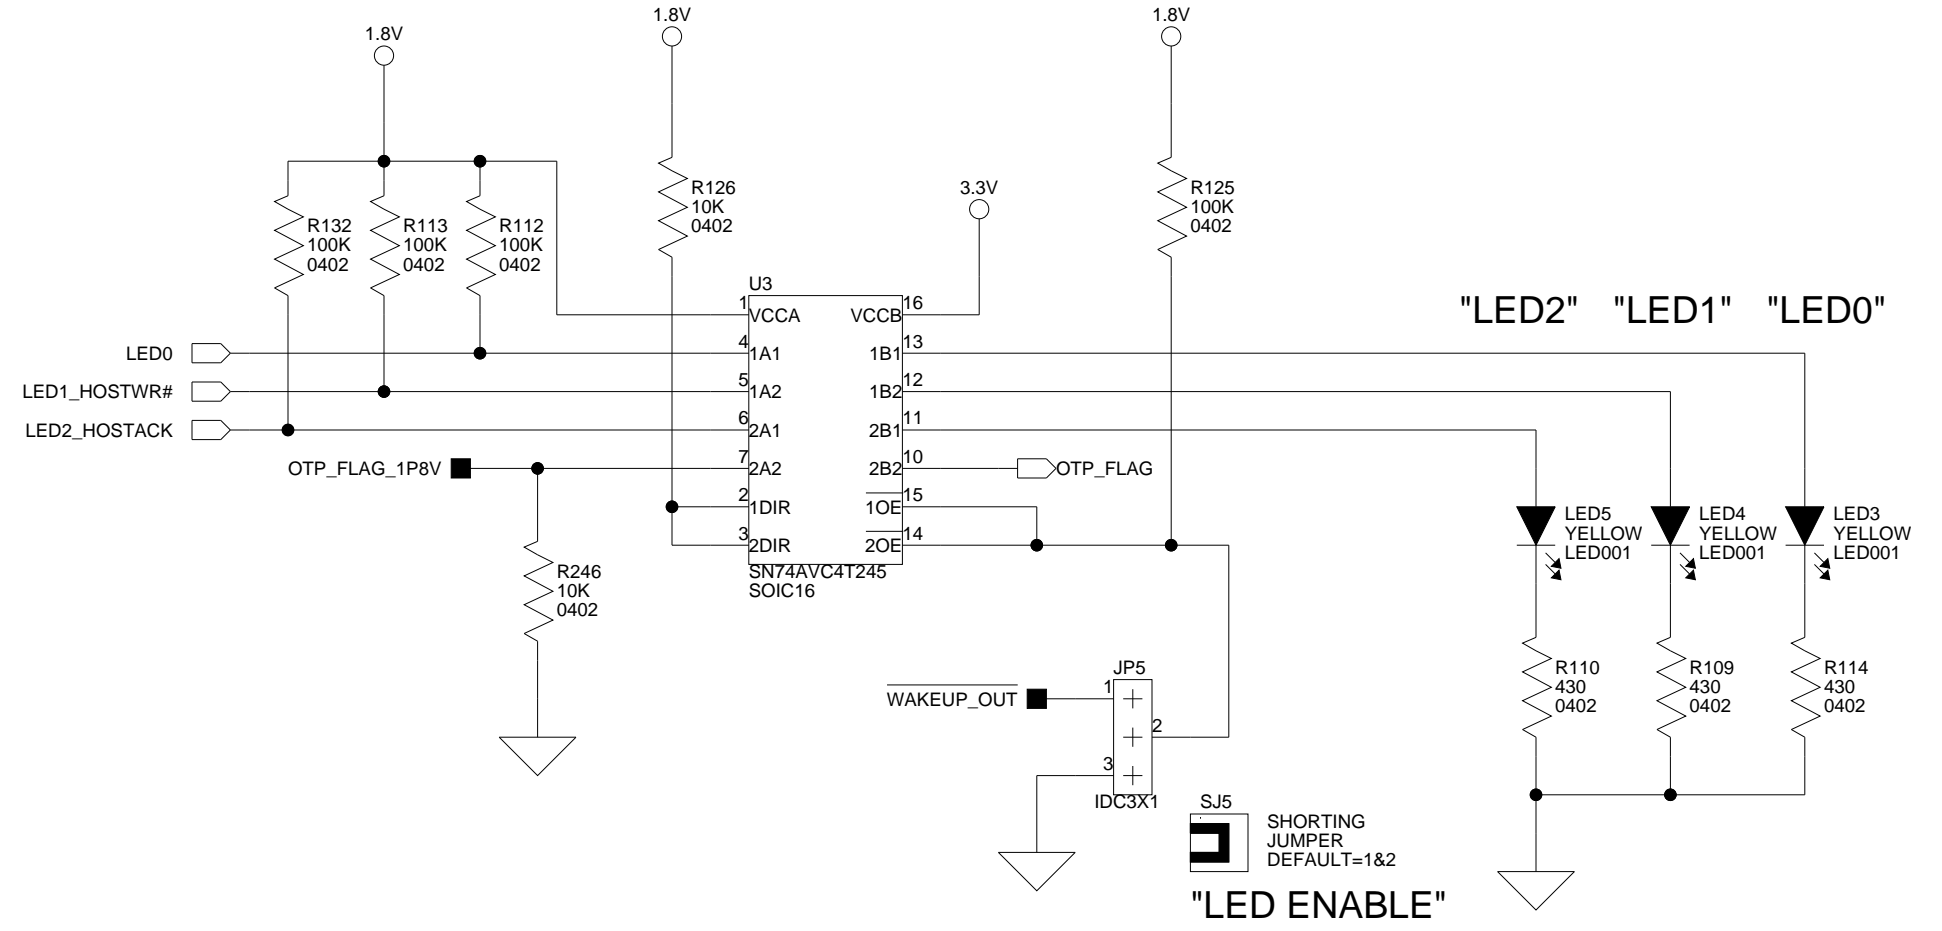 1.8V
1.8V
1.8V
R132
100K
0402
R113
100K
0402
R112
100K
0402
R126
10K
0402
3.3V
R125
100K
0402
U3
1
VCCA
VCCB
16
LED0
4
1A1
1B1
13
LED1_HOSTWR#
5
1A2
1B2
12
LED2_HOSTACK
6
2A1
2B1
11
OTP_FLAG_1P8V
7
2A2
2B2
10
OTP_FLAG
2
1DIR
1OE
15
3
2DIR
2OE
14
SN74AVC4T245
SOIC16
R246
10K
0402
"LED2" "LED1" "LED0"
LED5
YELLOW
LED001
LED4
YELLOW
LED001
LED3
YELLOW
LED001
R110
430
0402
R109
430
0402
R114
430
0402
JP5
WAKEUP_OUT
1
2
3
IDC3X1
SJ5
SHORTING
JUMPER
DEFAULT=1&2
"LED ENABLE"